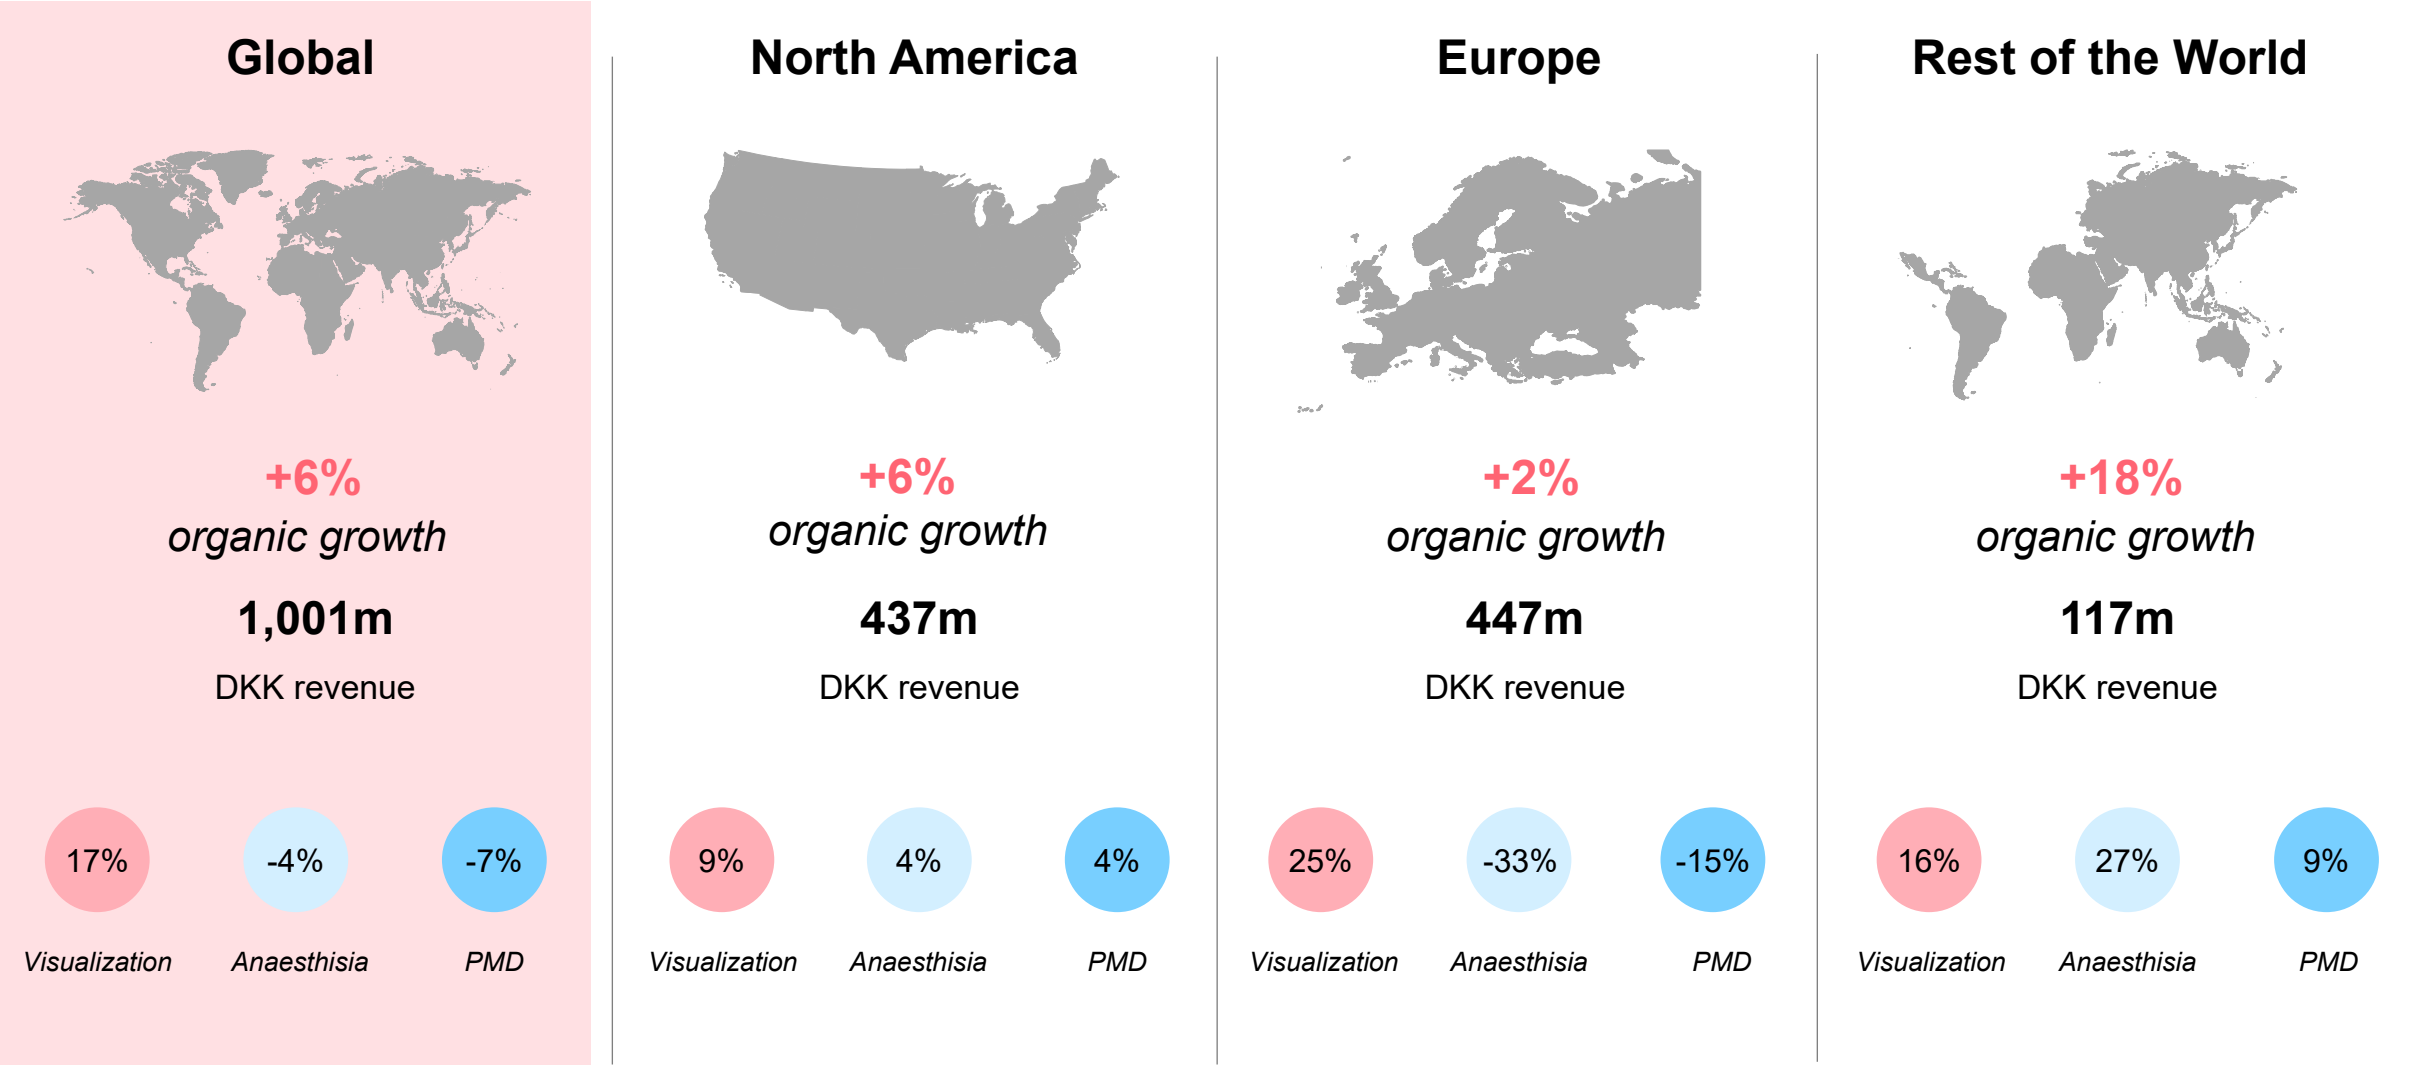 Global
+6%
organic growth
1,001m
DKK revenue
17%
-4%
-7%
Visualization
Anaesthisia
PMD
North America
+6%
organic growth
437m
DKK revenue
9%
4%
4%
Visualization
Anaesthisia
PMD
Europe
+2%
organic growth
447m
DKK revenue
25%
-33%
-15%
Visualization
Anaesthisia
PMD
Rest of the World
+18%
organic growth
117m
DKK revenue
16%
27%
9%
Visualization
Anaesthisia
PMD